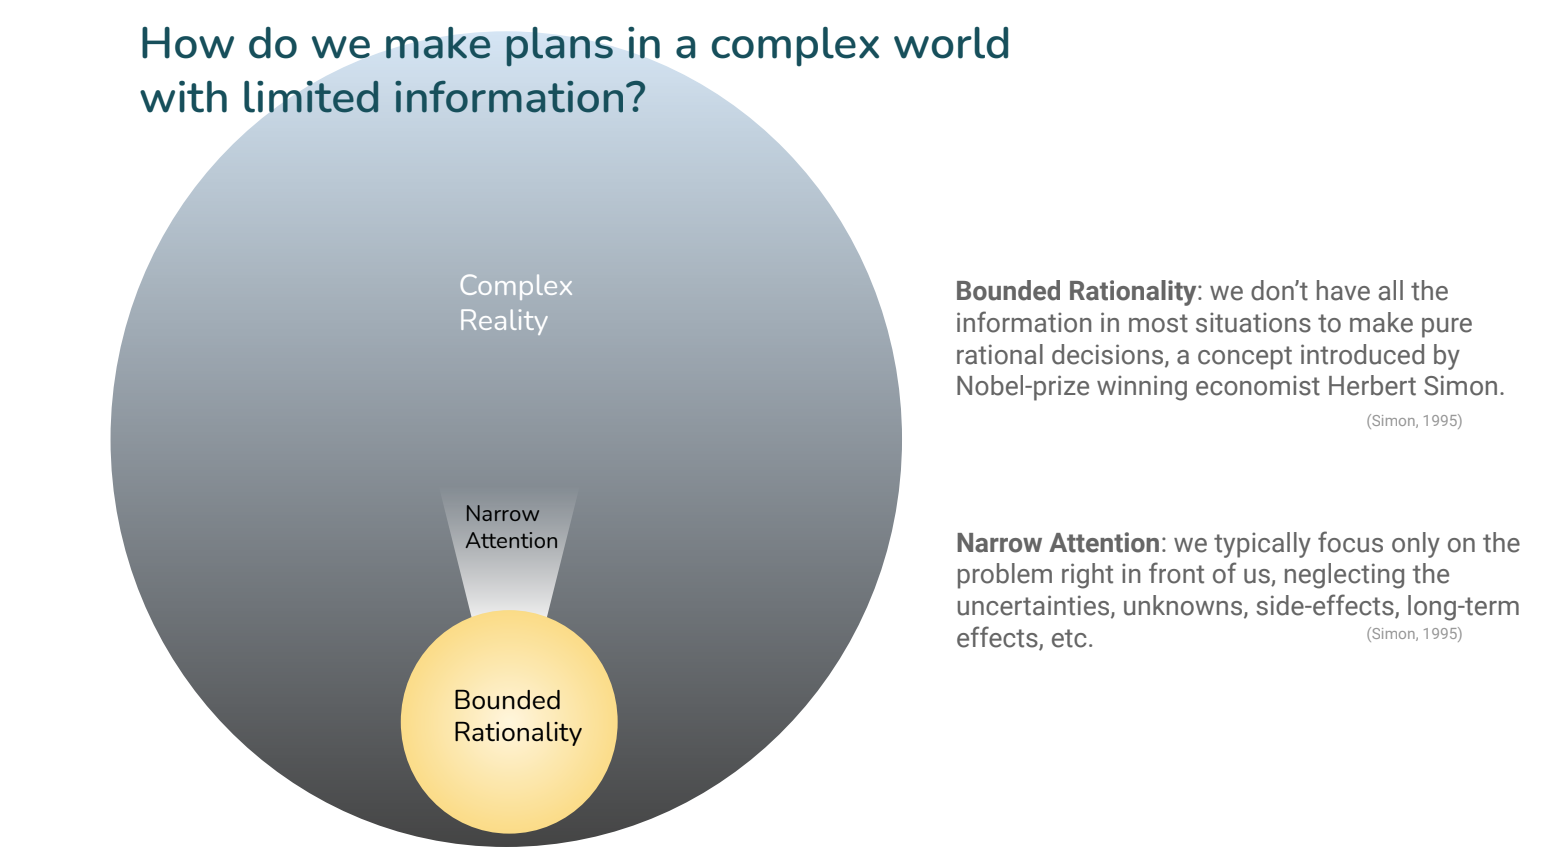 How do we make plans in a complex world
with limited information?
Complex
Reality
Narrow
Attention
Bounded
Rationality
Bounded Rationality: we don’t have all the
information in most situations to make pure
rational decisions, a concept introduced by
Nobel-prize winning economist Herbert Simon.
(Simon, 1995)
Narrow Attention: we typically focus only on the
problem right in front of us, neglecting the
uncertainties, unknowns, side-effects, long-term
effects, etc.
(Simon, 1995)